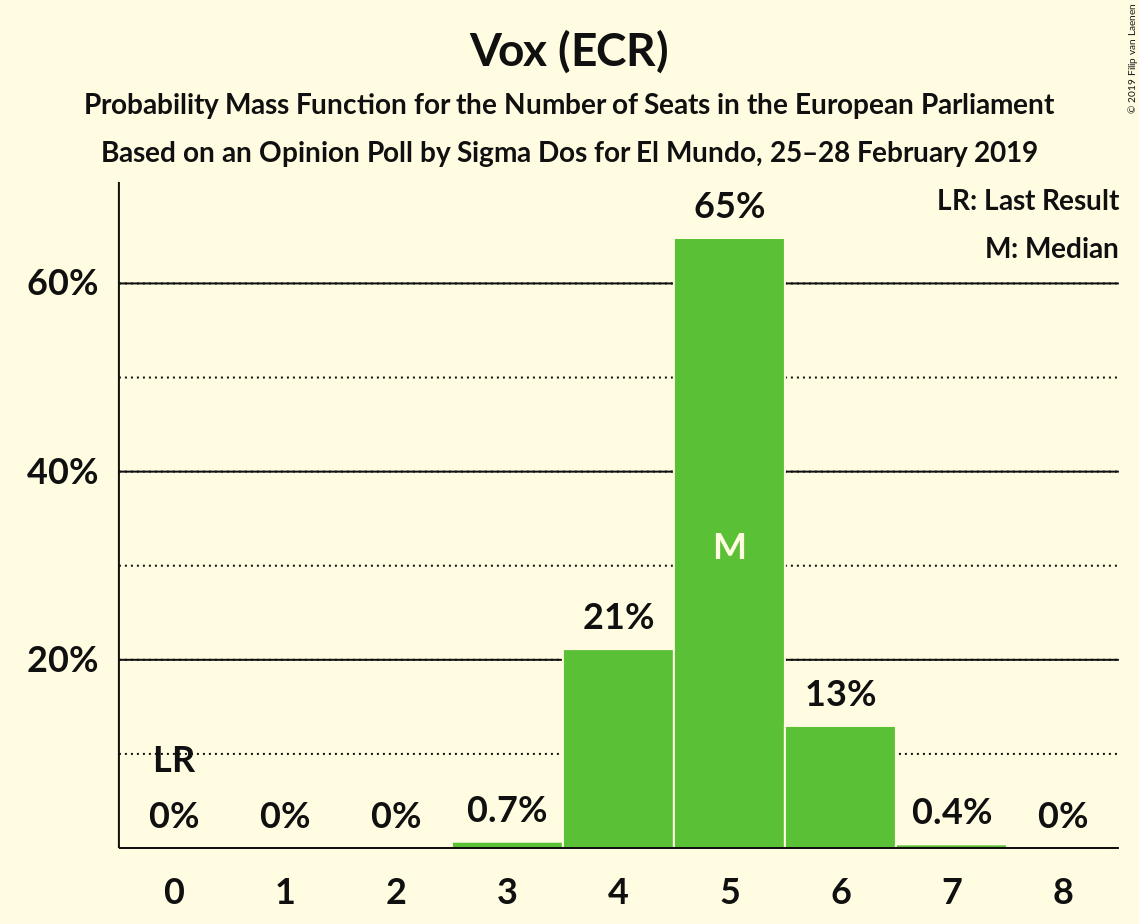 Vox (ECR)
Probability Mass Function for the Number of Seats in the European Parliament
Based on an Opinion Poll by Sigma Dos for El Mundo, 25–28 February 2019
© 2019 Filip van Laenen
LR: Last Result
M: Median
65%
60%
40%
M
21%
20%
13%
LR
0%
0%
0%
0.7%
0.4%
0%
0
1
2
3
4
5
6
7
8